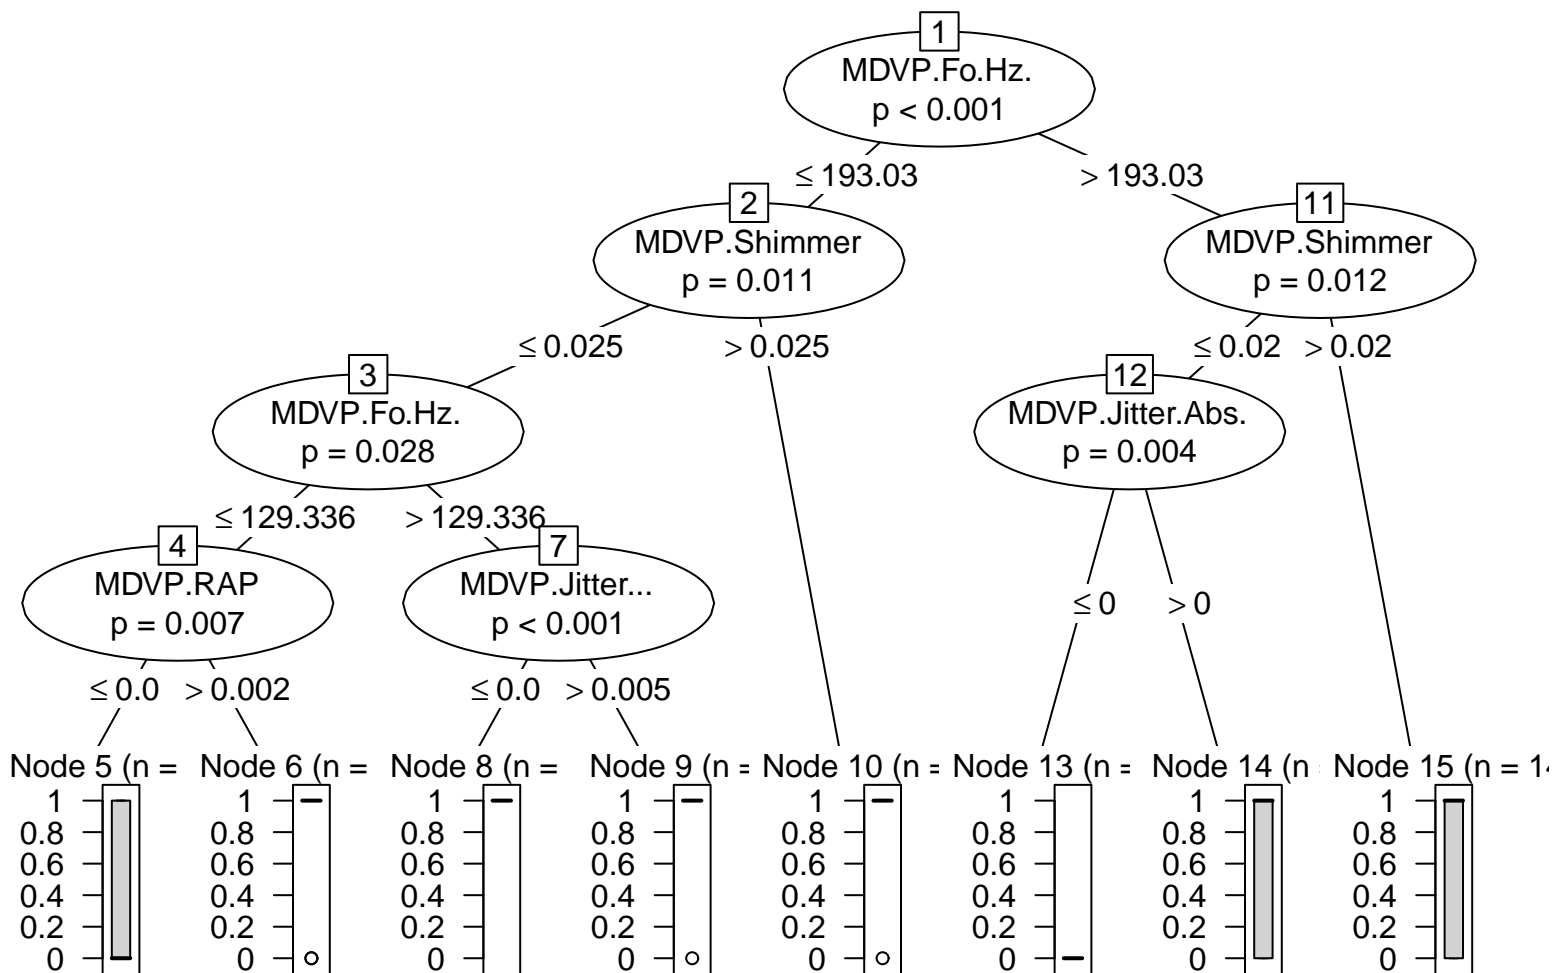 1
MDVP.Fo.Hz.
p < 0.001
≤ 193.03 > 193.03
2 11
MDVP.Shimmer MDVP.Shimmer
p = 0.011 p = 0.012
≤ 0.025 > 0.025 ≤ 0.02 > 0.02
3 12
MDVP.Fo.Hz. MDVP.Jitter.Abs.
p = 0.028 p = 0.004
≤ 129.336 > 129.336
4 7
MDVP.RAP MDVP.Jitter...
p = 0.007 p < 0.001
≤ 0 > 0
≤ 0.0 > 0.002 ≤ 0.0 > 0.005
Node 5 (n = Node 6 (n = Node 8 (n = Node 9 (n = Node 10 (n = Node 13 (n = Node 14 (n Node 15 (n = 14
1 1 1 1 1 1 1 1
0.8 0.8 0.8 0.8 0.8 0.8 0.8 0.8
0.6 0.6 0.6 0.6 0.6 0.6 0.6 0.6
0.4 0.4 0.4 0.4 0.4 0.4 0.4 0.4
0.2 0.2 0.2 0.2 0.2 0.2 0.2 0.2
0 0 0 0 0 0 0 0